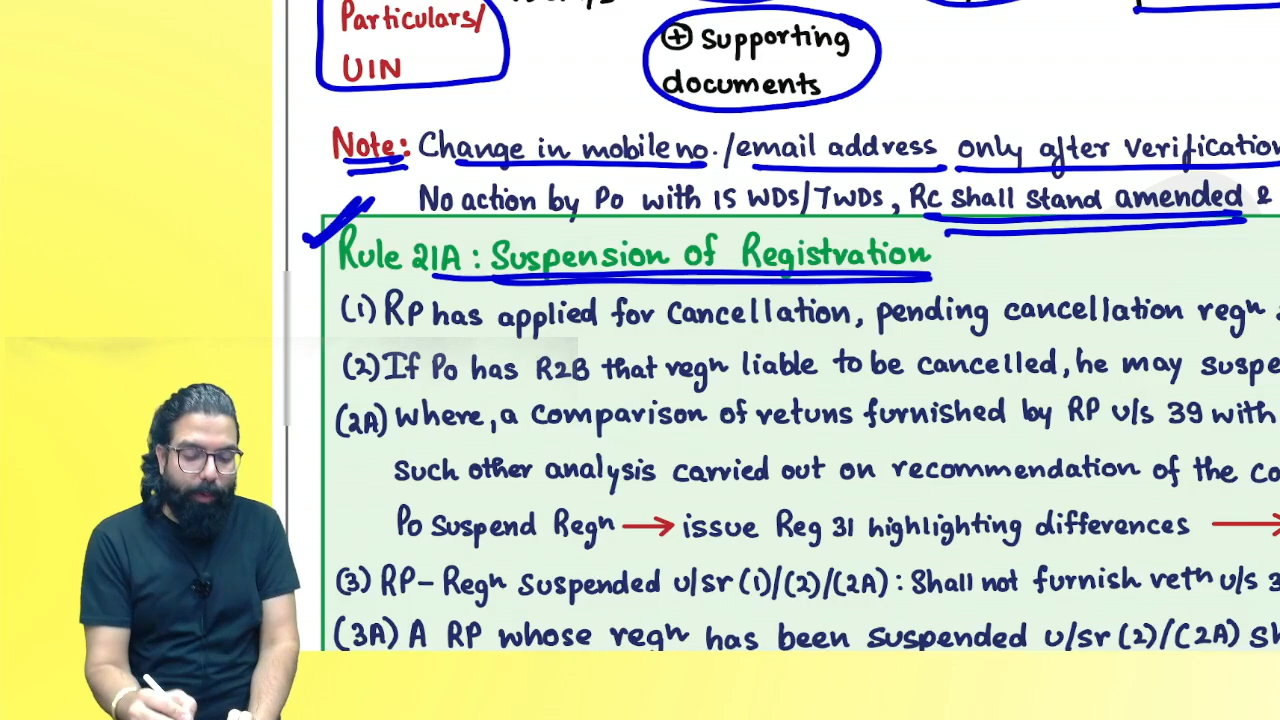 Particulars/
UIN
⊕ Supporting
documents
Note: Change in mobile no. /email address only after verification
No action by Po with 15 WDs/7WDs, Rc shall stand amended &
Rule 21A: Suspension of Registration
(1) RP has applied for cancellation, pending cancellation regn
(2) If Po has R2B that regn liable to be cancelled, he may suspe
(2A) Where, a comparison of retuns furnished by RP u/s 39 with
such other analysis carried out on recommendation of the co
Po suspend Regn → issue Reg 31 highlighting differences →
(3) RP-Regn suspended u/sr (1)/(2)/(2A): Shall not furnish retn u/s 3
(3A) A RP whose regn has been suspended u/sr (2)/(2A) sh